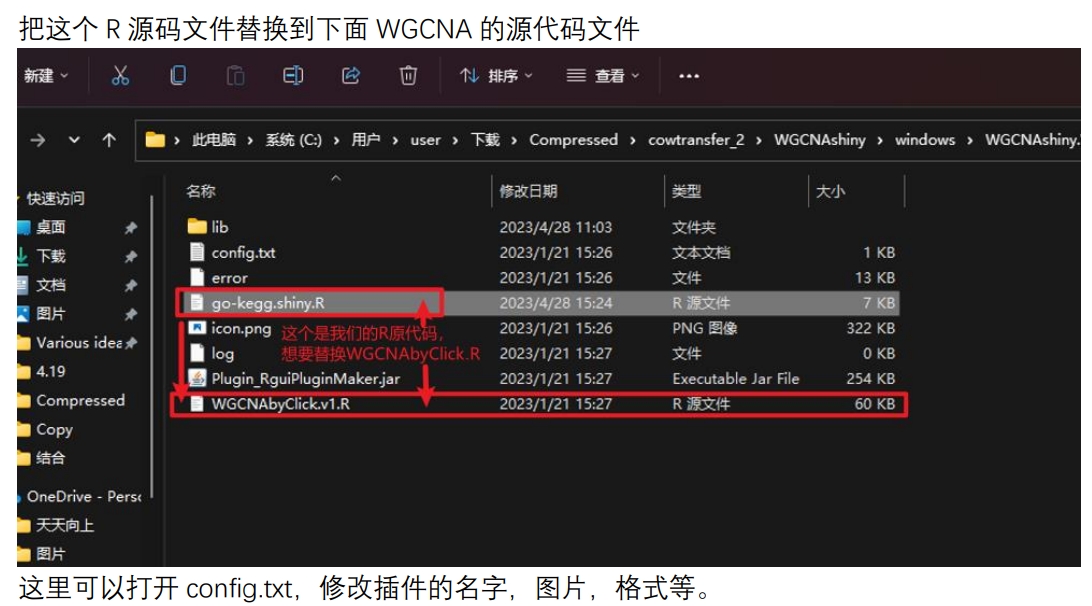 把这个 R 源码文件替换到下面 WGCNA 的源代码文件
新建 排序 查看 ...
此电脑 › 系统 (C:) › 用户 › user › 下载 › Compressed › cowtransfer_2 › WGCNAshiny › windows › WGCNAshiny.
名称 修改日期 类型 大小
快速访问
桌面
下载
文档
图片
Various idea
4.19
Compressed
Copy
结合
OneDrive - Perso
天天向上
图片
lib 2023/4/28 11:03 文件夹
config.txt 2023/1/21 15:26 文本文档 1 KB
error 2023/1/21 15:26 文件 13 KB
go-kegg.shiny.R 2023/4/28 15:24 R 源文件 7 KB
icon.png 2023/1/21 15:26 PNG 图像 322 KB
log 2023/1/21 15:27 文件 0 KB
Plugin_RguiPluginMaker.jar 2023/1/21 15:27 Executable Jar File 254 KB
WGCNAbyClick.v1.R 2023/1/21 15:27 R 源文件 60 KB
这个是我们的R原代码,
想要替换WGCNAbyClick.R
这里可以打开 config.txt，修改插件的名字，图片，格式等。